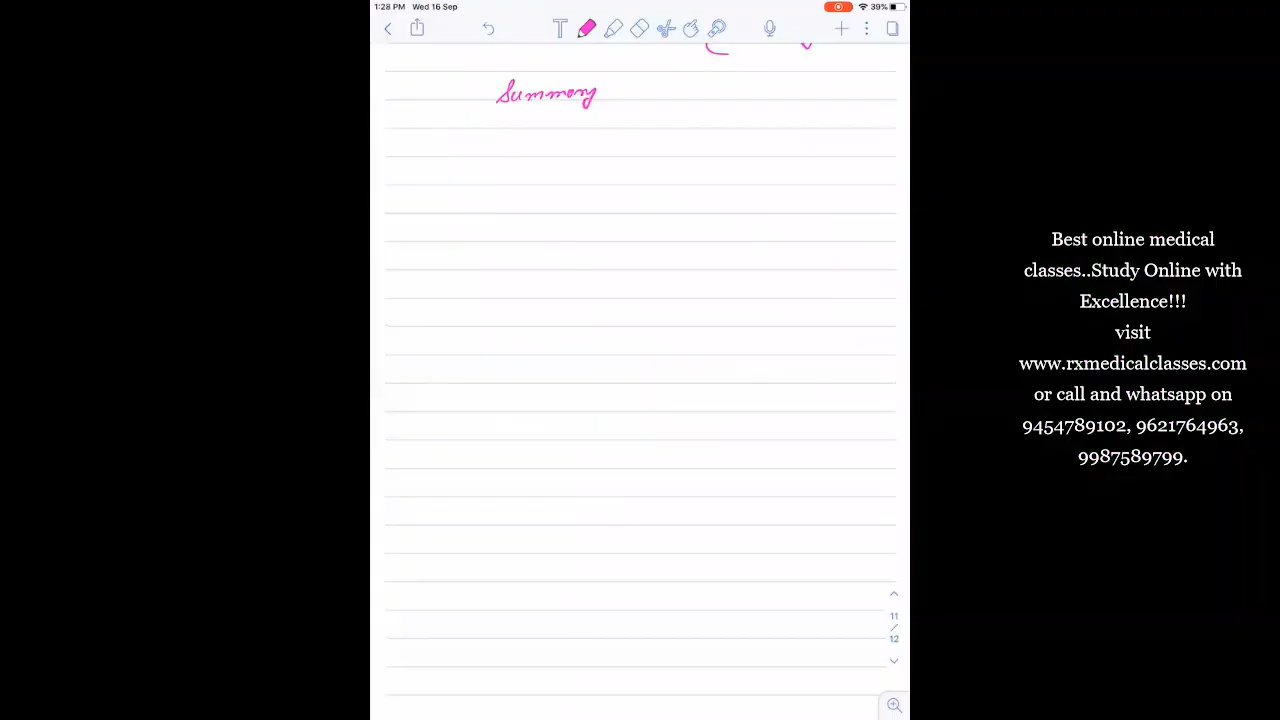 1:28 PM Wed 16 Sep
39%
T
Summary
11
/
12
Best online medical
classes..Study Online with
Excellence!!!
visit
www.rxmedicalclasses.com
or call and whatsapp on
9454789102, 9621764963,
9987589799.